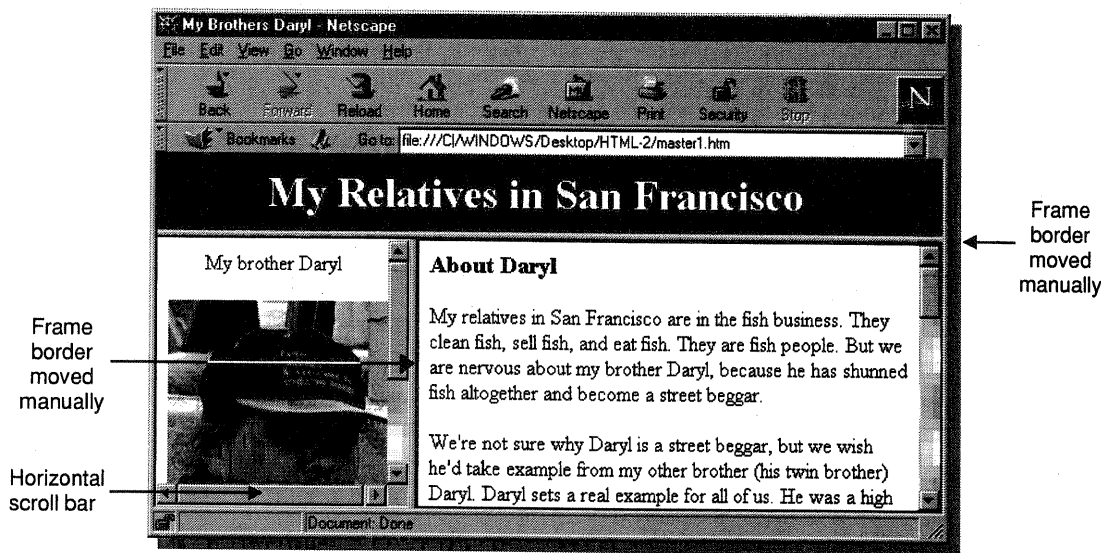 My Brothers Daryl - Netscape
File Edit View Go Window Help
Back Forward Reload Home Search Netscape Print Security Stop
N
Bookmarks Go to: file:///C|/WINDOWS/Desktop/HTML-2/master1.htm
My Relatives in San Francisco
My brother Daryl
About Daryl
My relatives in San Francisco are in the fish business. They
clean fish, sell fish, and eat fish. They are fish people. But we
are nervous about my brother Daryl, because he has shunned
fish altogether and become a street beggar.
We're not sure why Daryl is a street beggar, but we wish
he'd take example from my other brother (his twin brother)
Daryl. Daryl sets a real example for all of us. He was a high
Document: Done
Frame
border
moved
manually
Horizontal
scroll bar
Frame
border
moved
manually